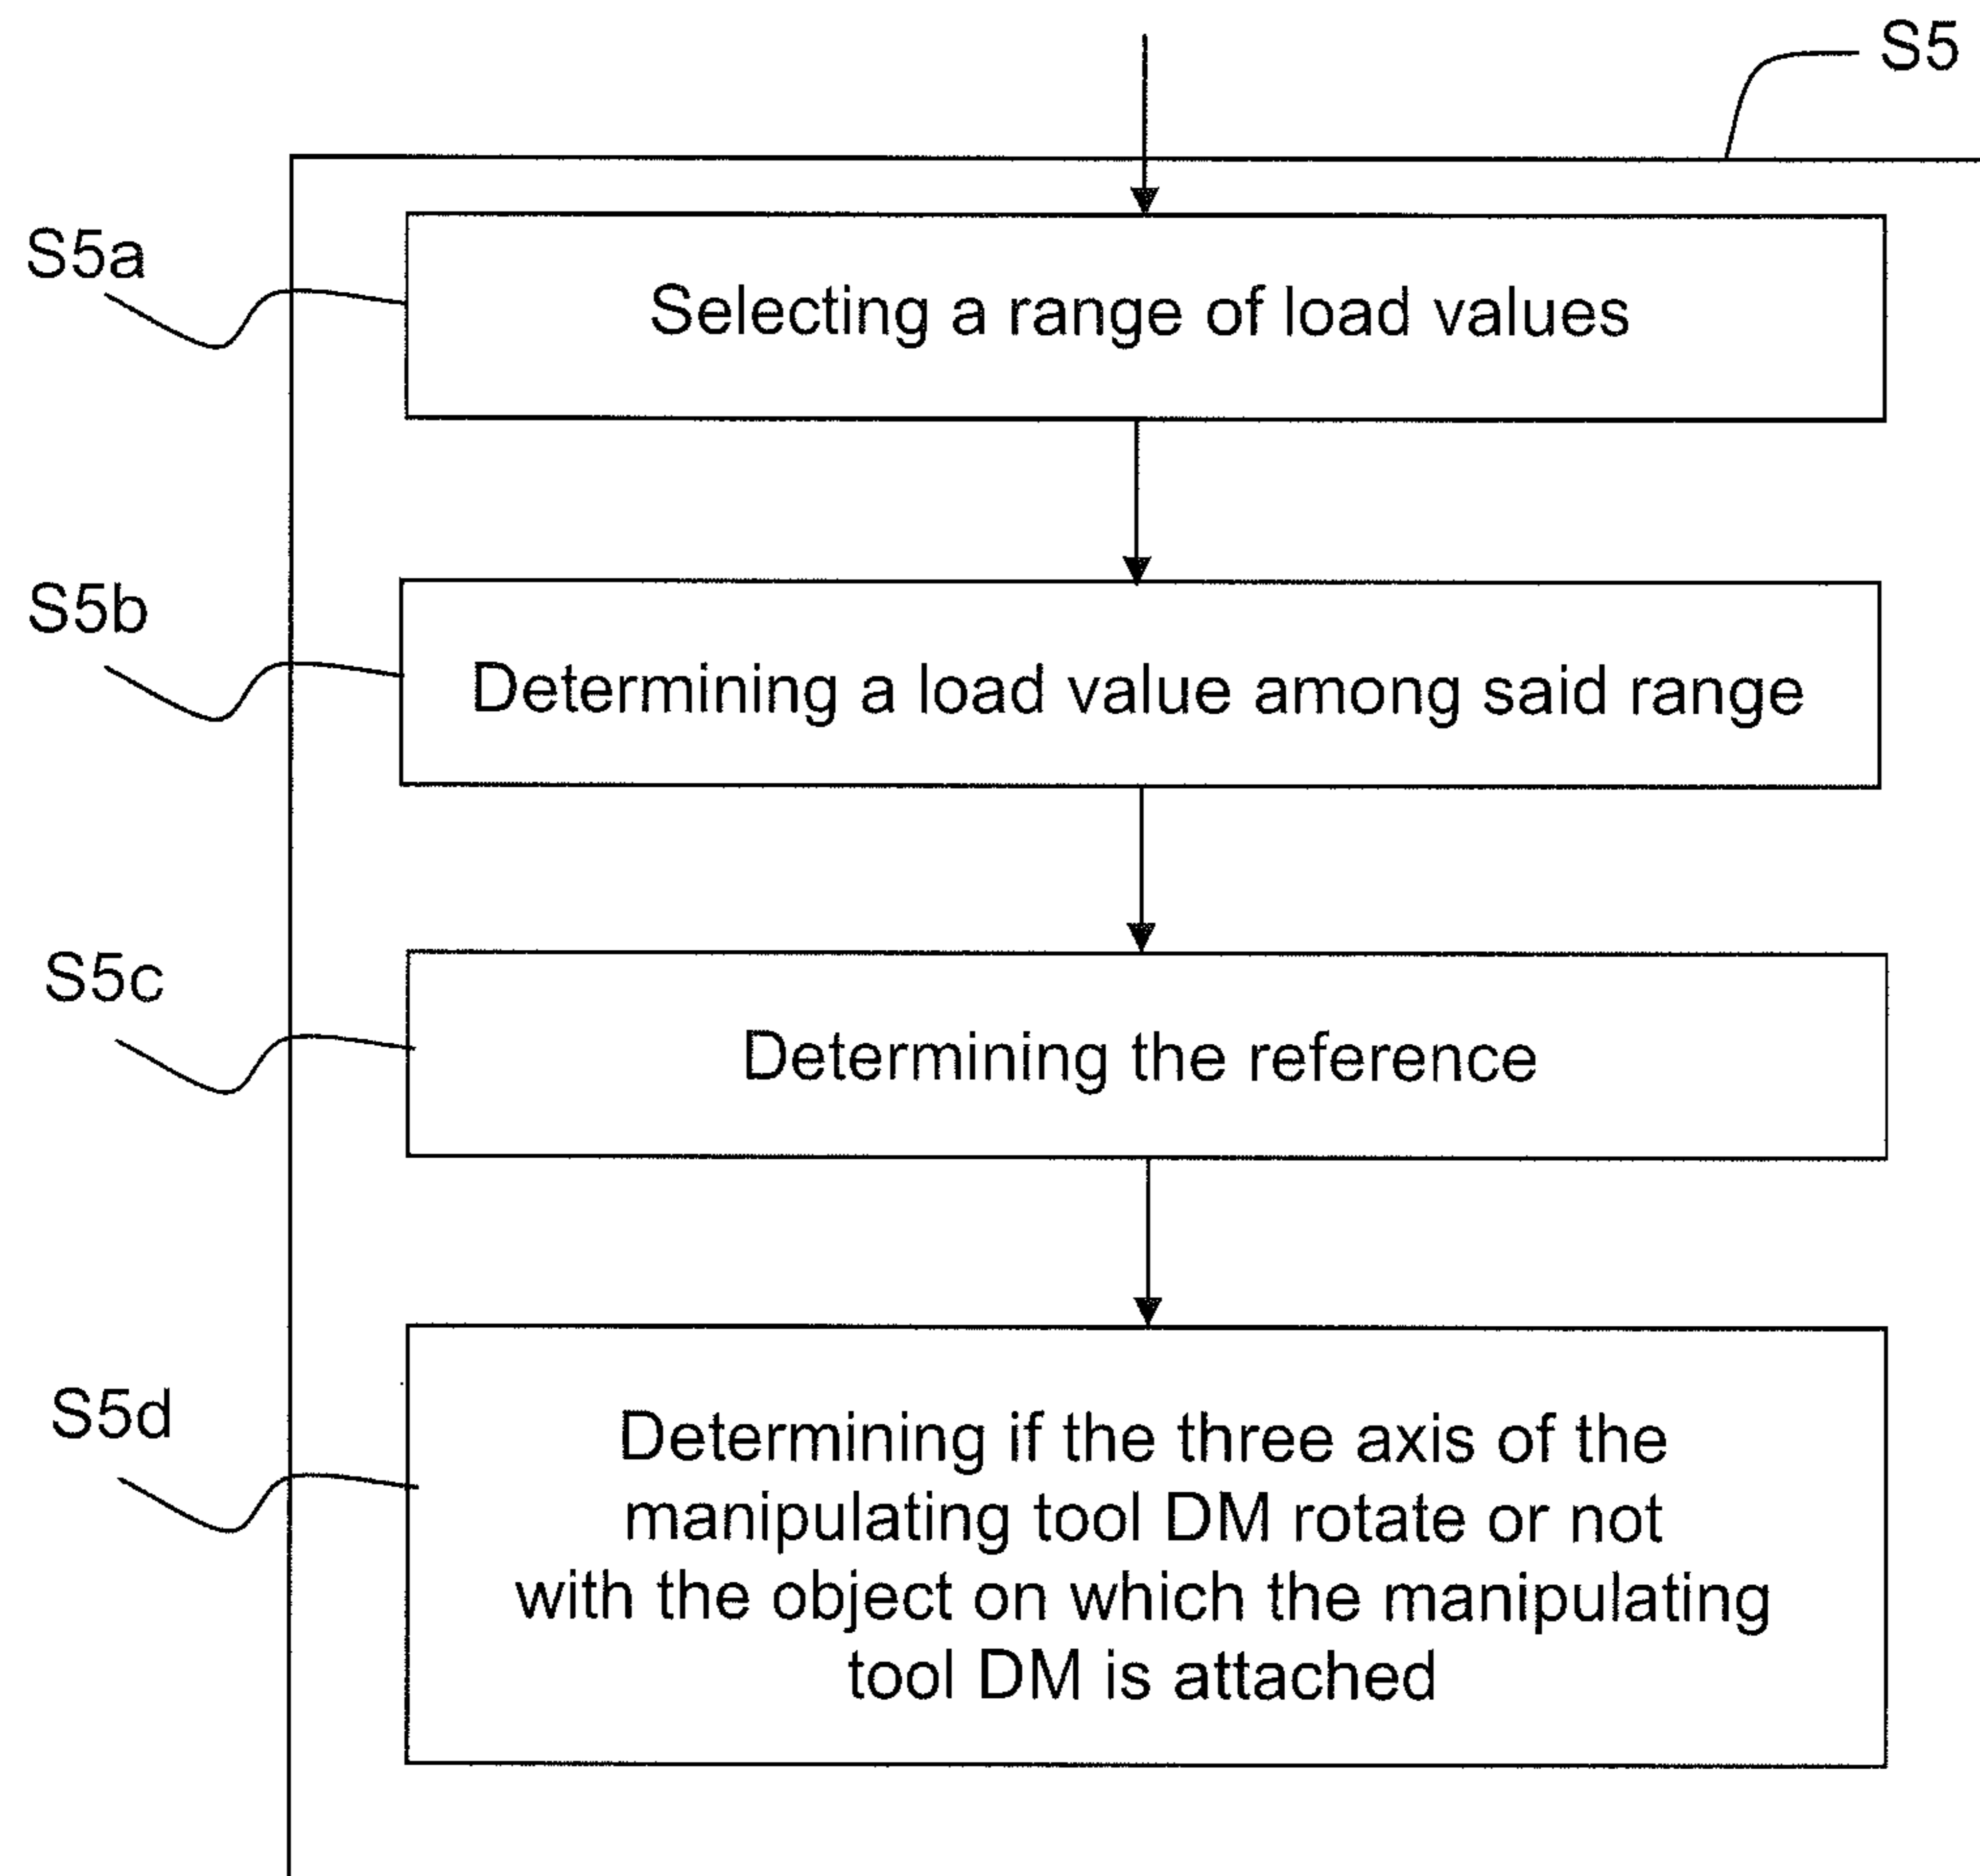 S5
S5a
Selecting a range of load values
S5b
Determining a load value among said range
S5c
Determining the reference
S5d
Determining if the three axis of the
manipulating tool DM rotate or not
with the object on which the manipulating
tool DM is attached